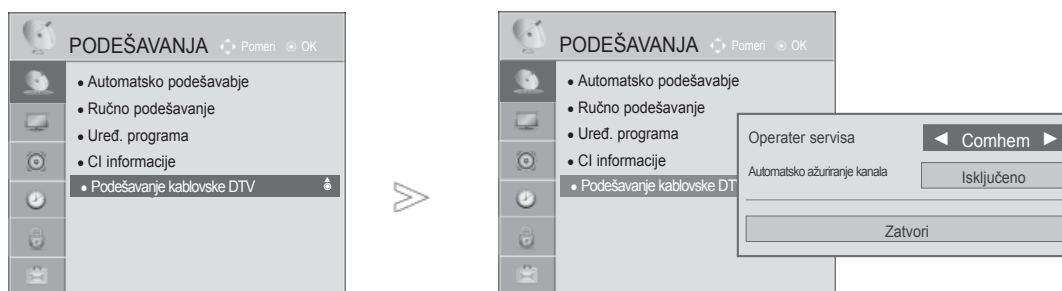 PODEŠAVANJA Pomeri OK
• Automatsko podešavabje
• Ručno podešavanje
• Uređ. programa
• CI informacije
• Podešavanje kablovske DTV
PODEŠAVANJA Pomeri OK
• Automatsko podešavabje
• Ručno podešavanje
• Uređ. programa
• CI informacije
• Podešavanje kablovske DT
Operater servisa ◄ Comhem ►
Automatsko ažuriranje kanala Isključeno
Zatvori